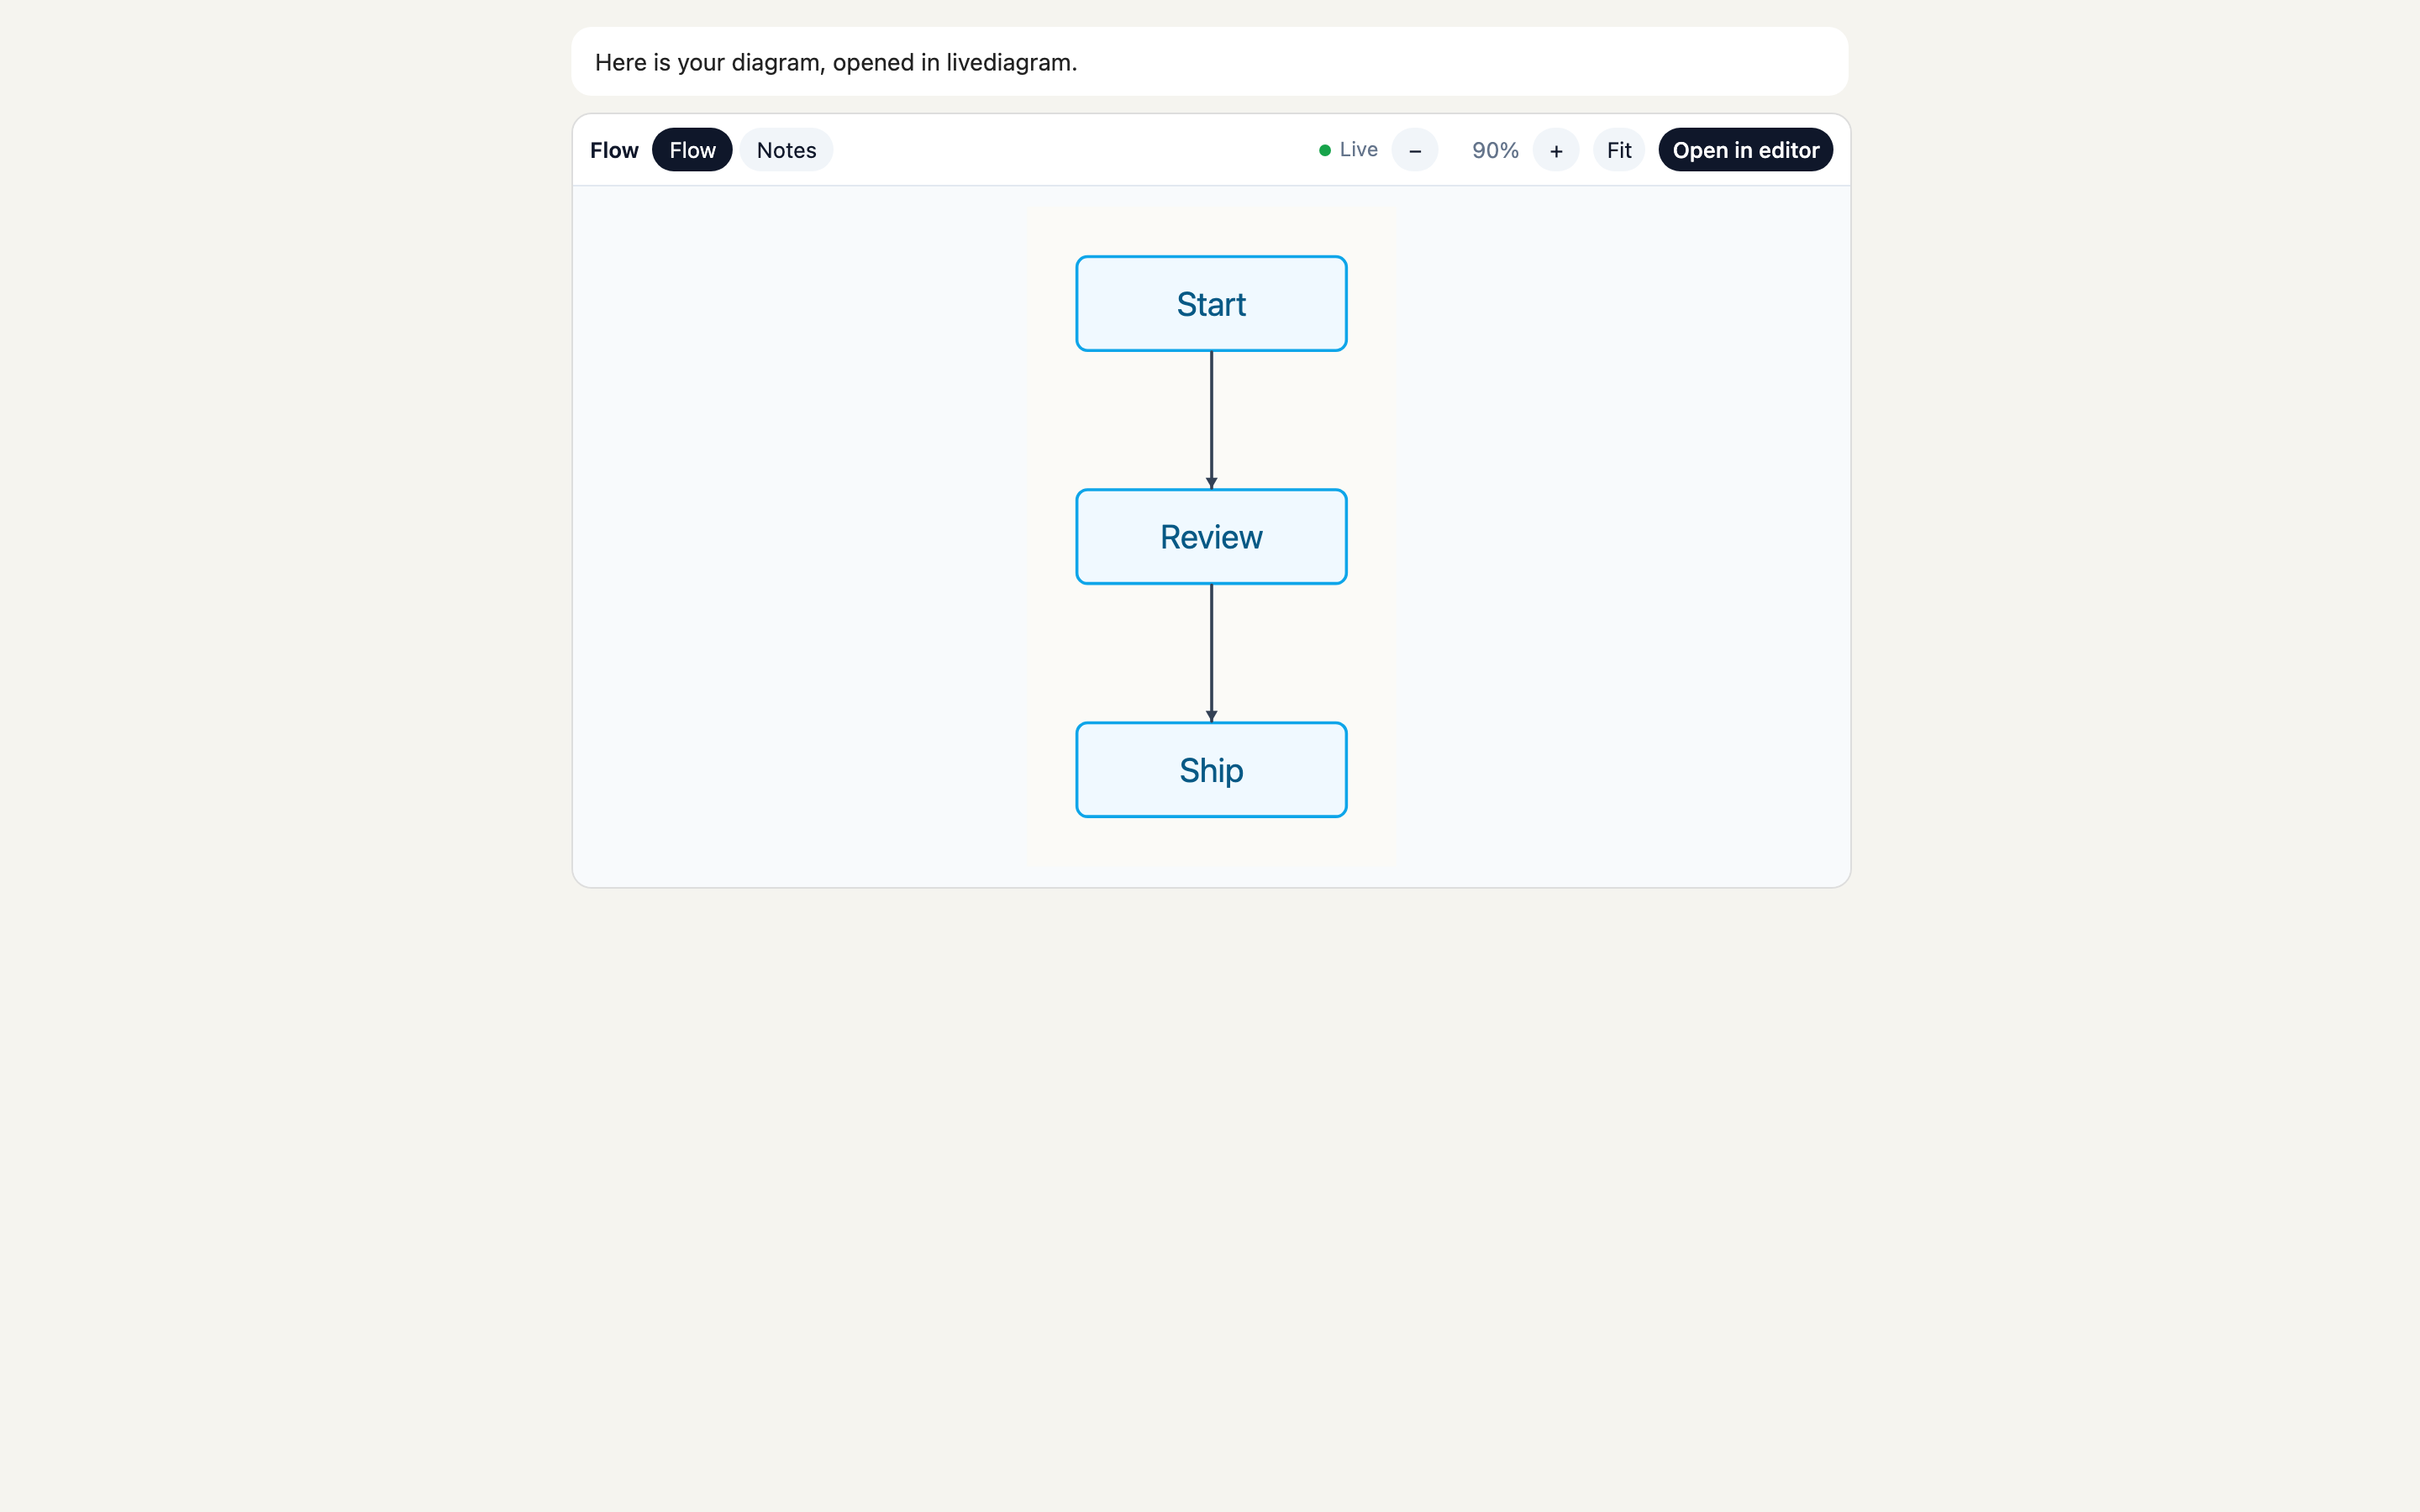 Here is your diagram, opened in livediagram.
Flow Flow Notes Live − 90% + Fit Open in editor
Start
Review
Ship